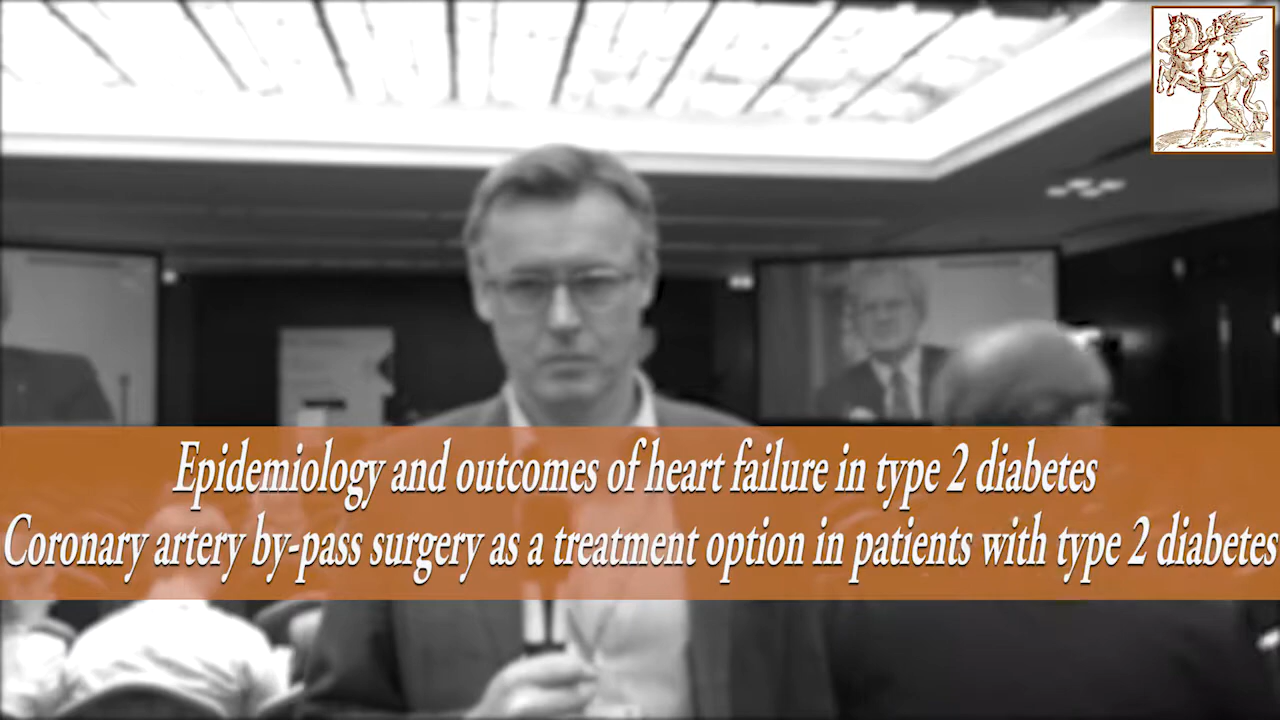 Epidemiology and outcomes of heart failure in type 2 diabetes
Coronary artery by-pass surgery as a treatment option in patients with type 2 diabetes